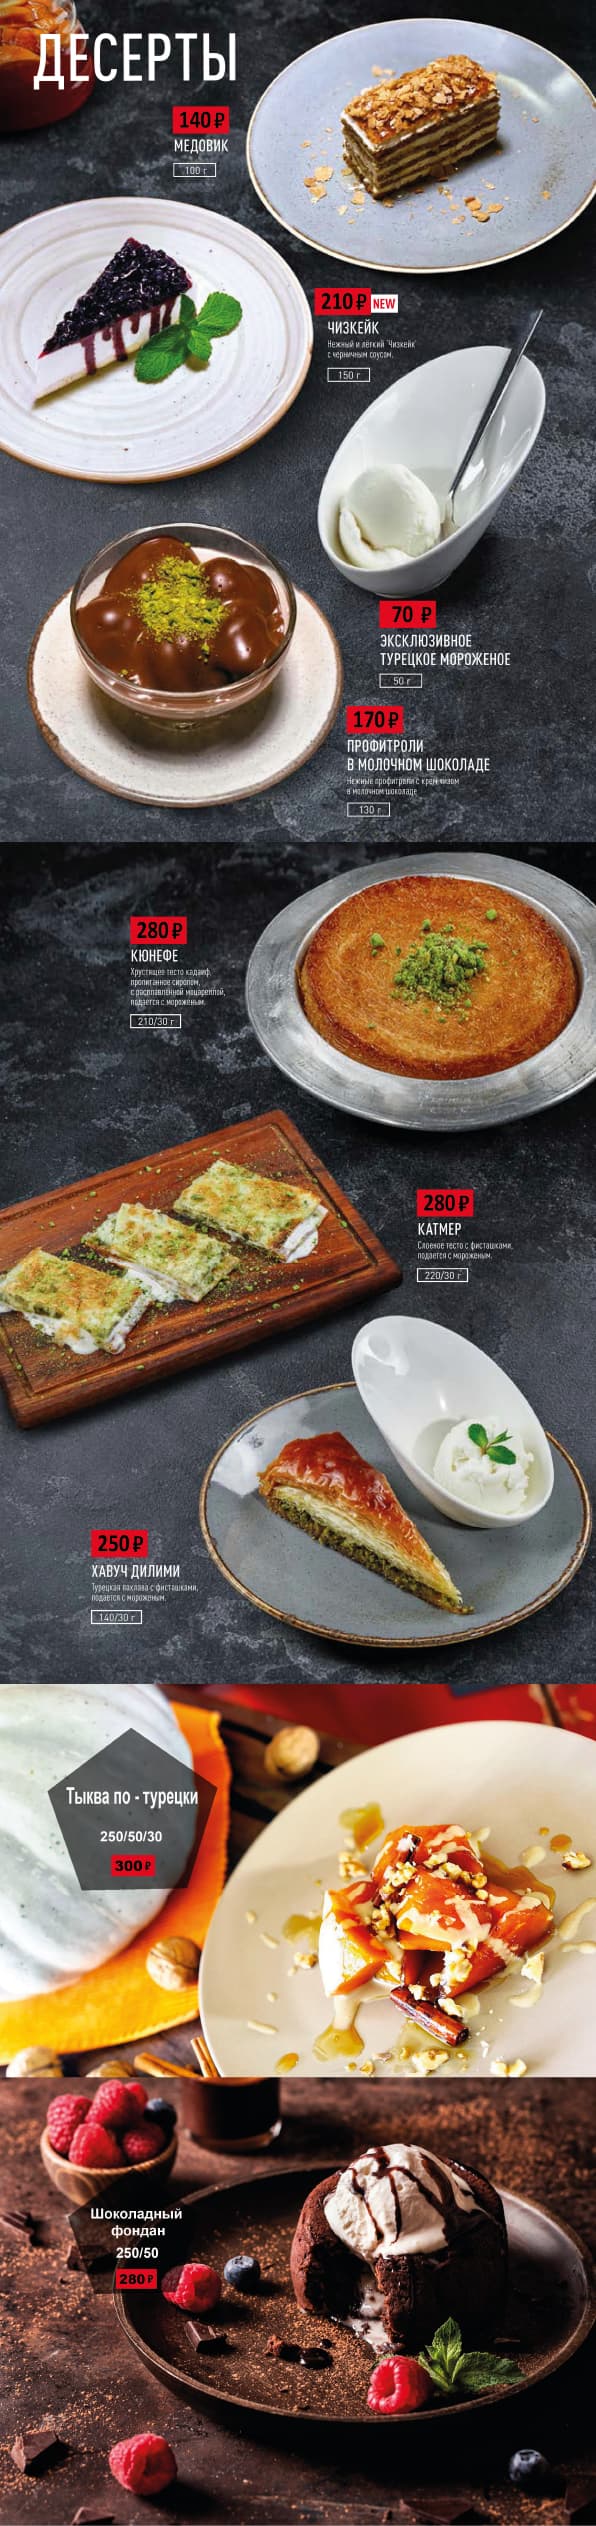 ДЕСЕРТЫ
140 ₽
МЕДОВИК
100 г
210 ₽ NEW
ЧИЗКЕЙК
Нежный и лёгкий "Чизкейк"
с черничным соусом.
150 г
70 ₽
ЭКСКЛЮЗИВНОЕ
ТУРЕЦКОЕ МОРОЖЕНОЕ
50 г
170 ₽
ПРОФИТРОЛИ
В МОЛОЧНОМ ШОКОЛАДЕ
Нежные профитроли с крем чизом
в молочном шоколаде
130 г
280 ₽
КЮНЕФЕ
Хрустящее тесто кадаиф,
пропитанное сиропом,
с расплавленной моцареллой,
подается с мороженым.
210/30 г
280 ₽
КАТМЕР
Слоеное тесто с фисташками,
подается с мороженым.
220/30 г
250 ₽
ХАВУЧ ДИЛИМИ
Турецкая пахлава с фисташками,
подается с мороженым.
140/30 г
Тыква по - турецки
250/50/30
300 ₽
Шоколадный
фондан
250/50
280 ₽